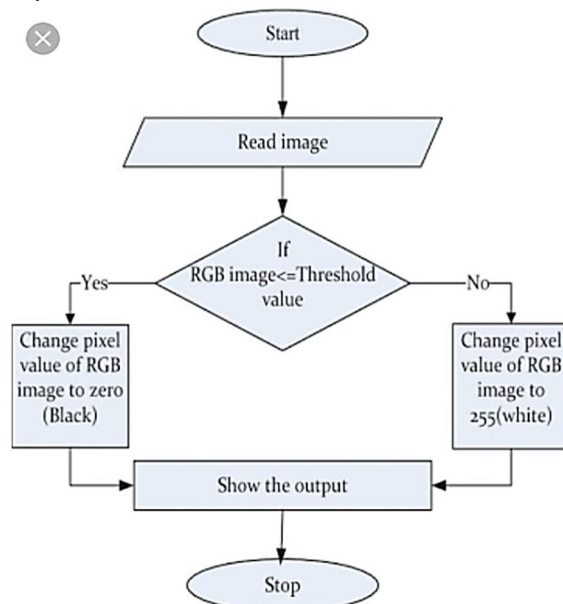 Start
Read image
If
RGB image<=Threshold
value
Yes
No
Change pixel
value of RGB
image to zero
(Black)
Change pixel
value of RGB
image to
255(white)
Show the output
Stop